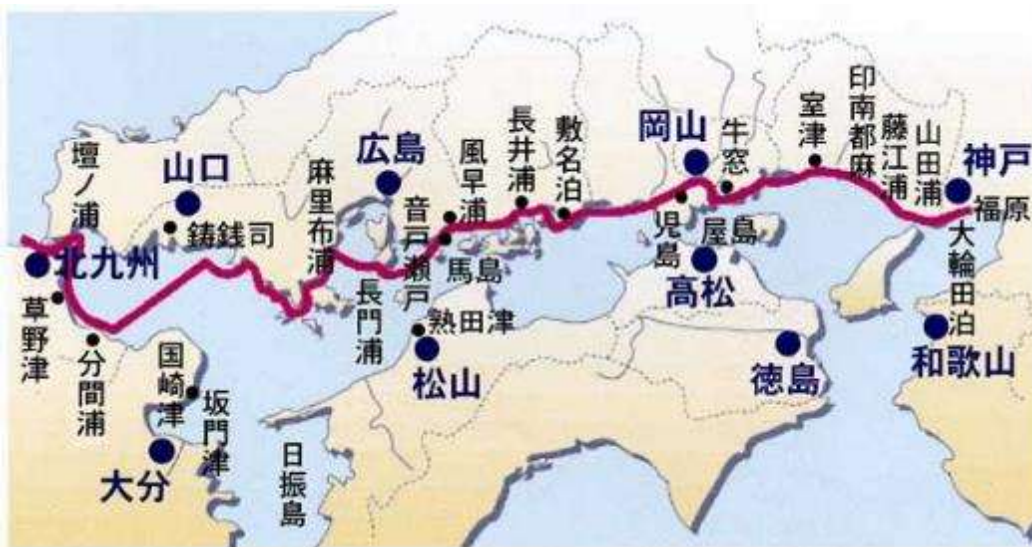 壇ノ浦
山口
鋳銭司
北九州
草野津
分間浦
国崎津
坂門津
大分
麻里布浦
広島
音戸瀬戸
風早浦
馬島
長門浦
熟田津
松山
日振島
長井浦
敷名泊
岡山
牛窓
児島
屋島
高松
徳島
室津
印南都麻
藤江浦
山田浦
神戸
福原
大輪田泊
和歌山